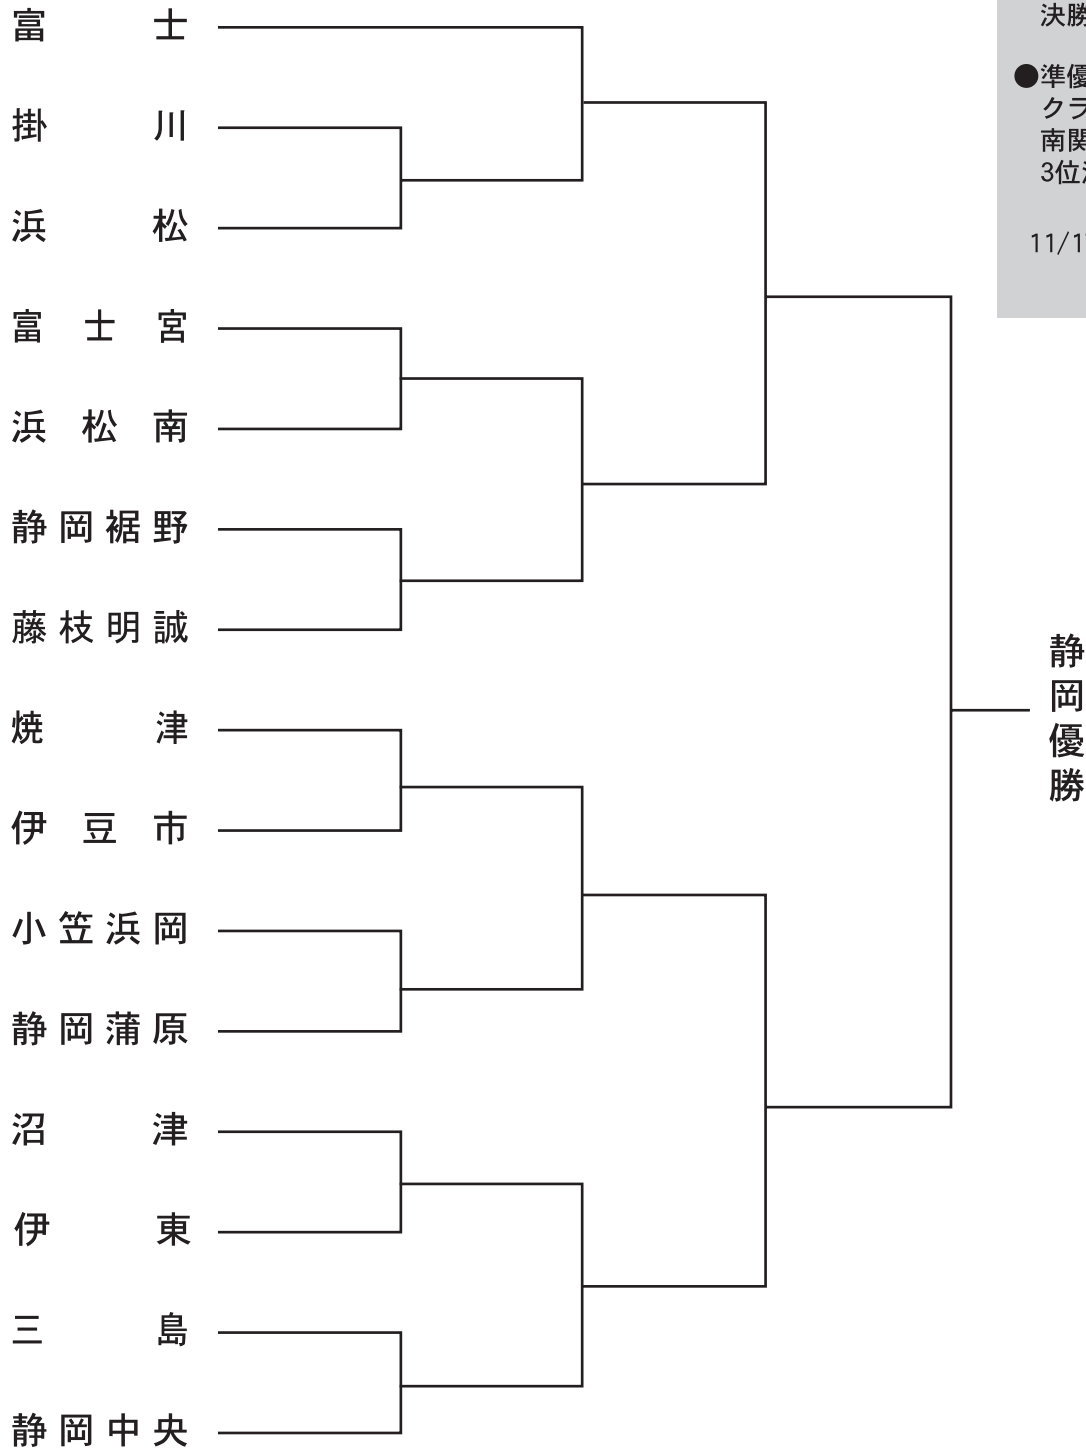 富士
掛川
浜松
富士宮
浜松南
静岡裾野
藤枝明誠
焼津
伊豆市
小笠浜岡
静岡蒲原
沼津
伊東
三島
静岡中央
静岡優勝
決勝
●準優
クラ
南関
3位決
11/1